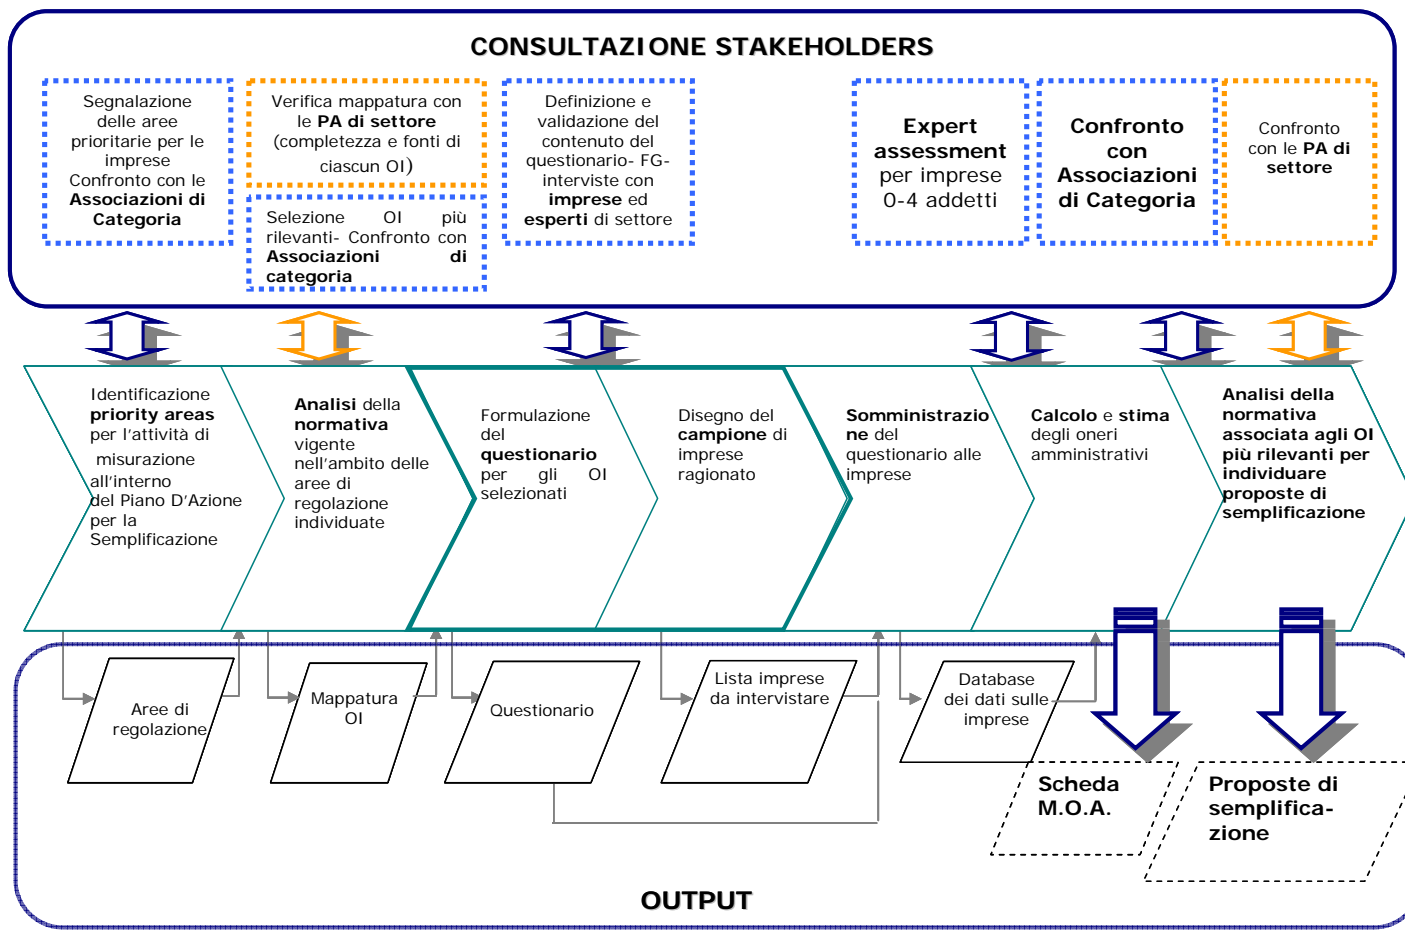 CONSULTAZIONE STAKEHOLDERS
Segnalazione
delle aree
prioritarie per le
imprese
Confronto con le
Associazioni di
Categoria
Verifica mappatura con
le PA di settore
(completezza e fonti di
ciascun OI)
Selezione OI più
rilevanti- Confronto con
Associazioni di
categoria
Definizione e
validazione del
contenuto del
questionario- FG-
interviste con
imprese ed
esperti di settore
Expert
assessment
per imprese
0-4 addetti
Confronto
con
Associazioni
di Categoria
Confronto
con le PA di
settore
Identificazione
priority areas
per l'attività di
misurazione
all'interno
del Piano D'Azione
per la
Semplificazione
Analisi della
normativa
vigente
nell'ambito delle
aree di
regolazione
individuate
Formulazione
del
questionario
per gli OI
selezionati
Disegno del
campione di
imprese
ragionato
Somministrazio
ne del
questionario alle
imprese
Calcolo e stima
degli oneri
amministrativi
Analisi della
normativa
associata agli OI
più rilevanti per
individuare
proposte di
semplificazione
Aree di
regolazione
Mappatura
OI
Questionario
Lista imprese
da intervistare
Database
dei dati sulle
imprese
Scheda
M.O.A.
Proposte di
semplifica-
zione
OUTPUT